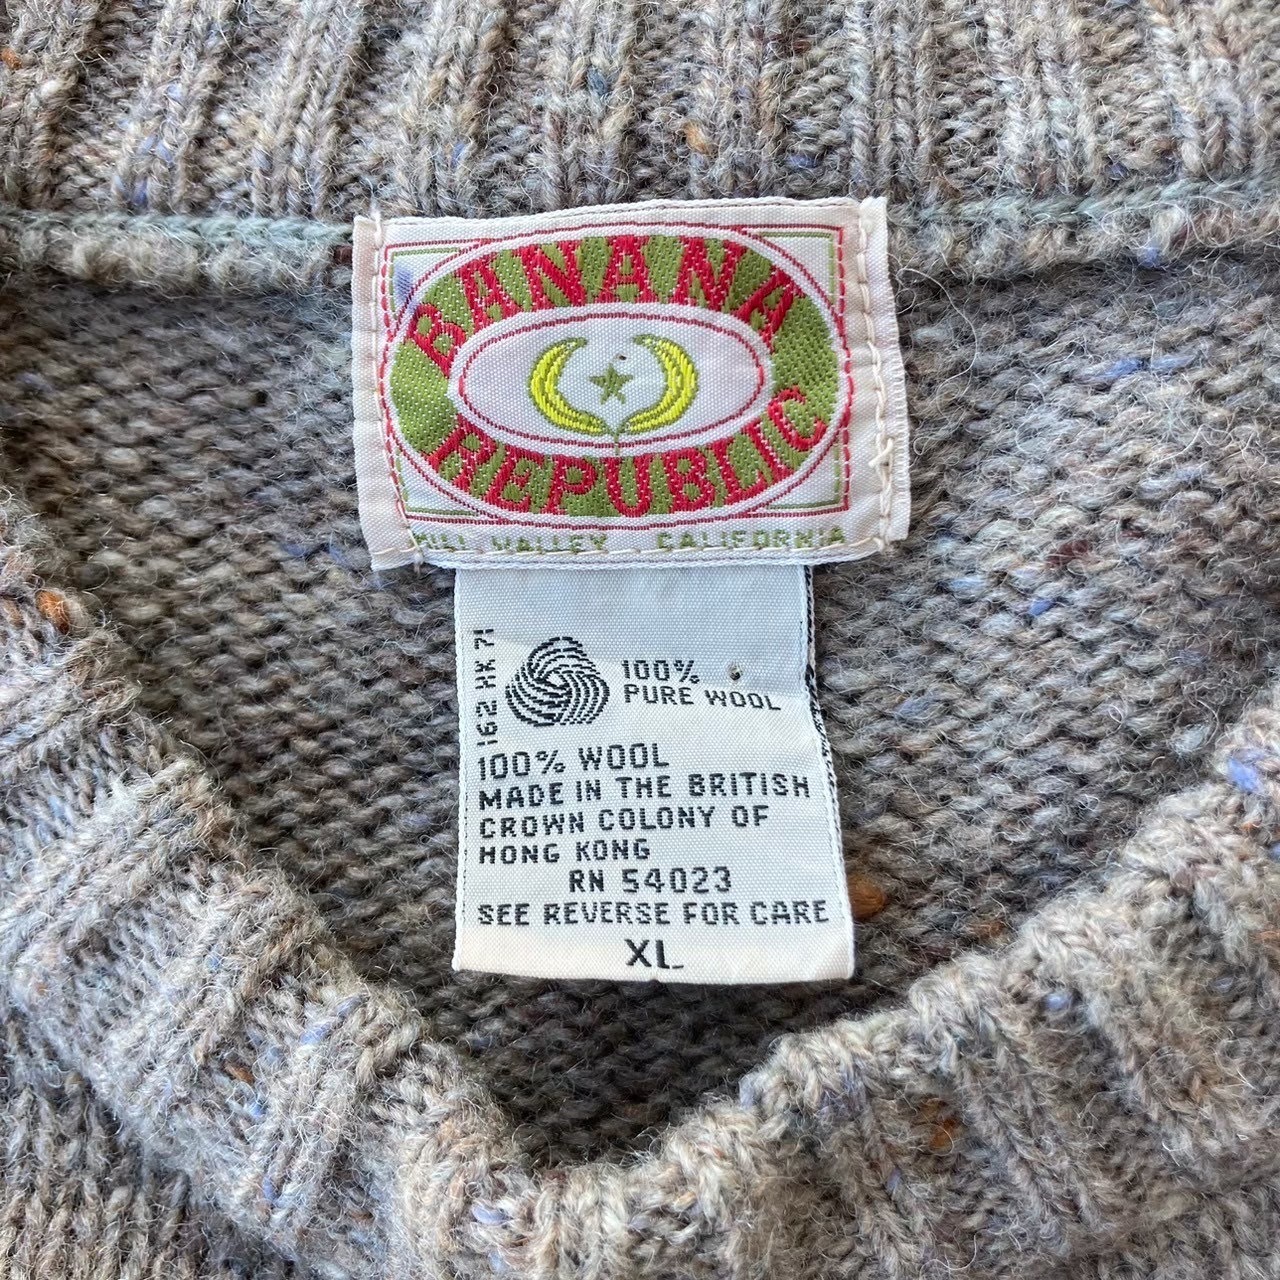 BANANA
REPUBLIC
MILL VALLEY CALIFORNIA
162 HK 71
100%
PURE WOOL
100% WOOL
MADE IN THE BRITISH
CROWN COLONY OF
HONG KONG
RN 54023
SEE REVERSE FOR CARE
XL